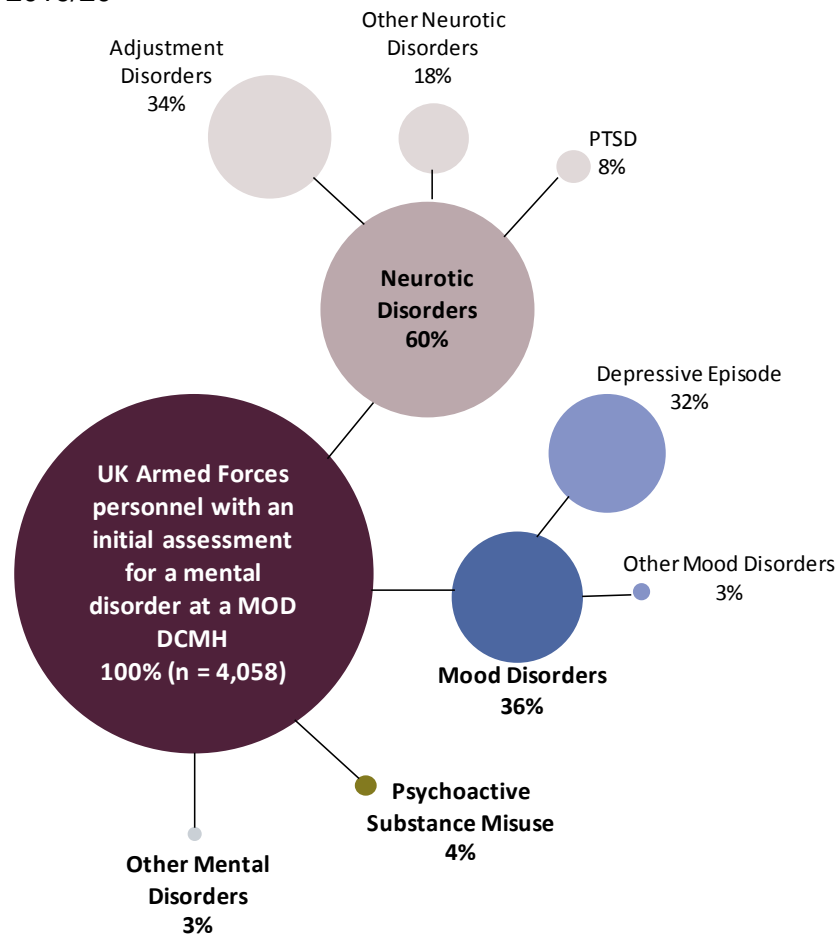 Other Neurotic
Disorders
18%
Adjustment
Disorders
34%
PTSD
8%
Neurotic
Disorders
60%
Depressive Episode
32%
UK Armed Forces
personnel with an
initial assessment
for a mental
disorder at a MOD
DCMH
100% (n = 4,058)
Other Mood Disorders
3%
Mood Disorders
36%
Psychoactive
Substance Misuse
4%
Other Mental
Disorders
3%